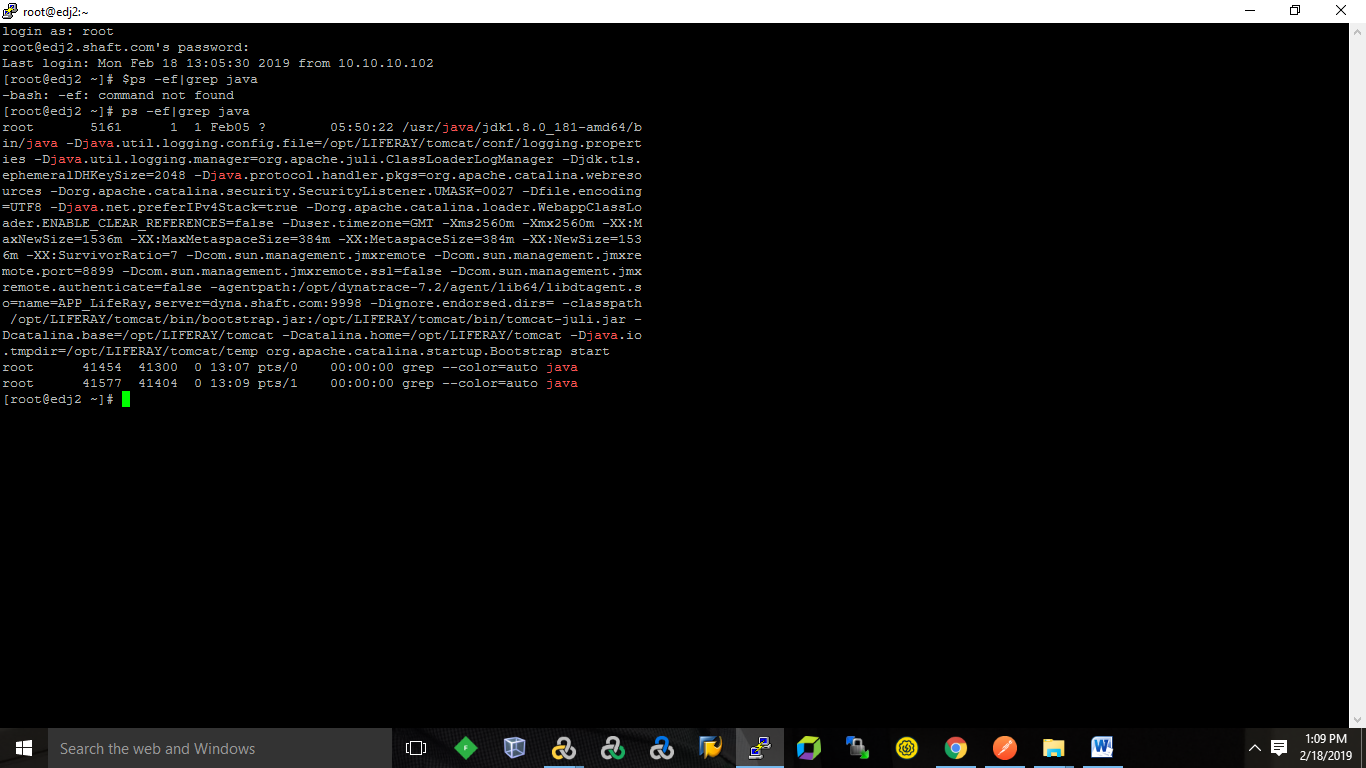 root@edj2:~
login as: root
root@edj2.shaft.com's password:
Last login: Mon Feb 18 13:05:30 2019 from 10.10.10.102
[root@edj2 ~]# $ps -ef|grep java
-bash: -ef: command not found
[root@edj2 ~]# ps -ef|grep java
root       5161      1  1 Feb05 ?        05:50:22 /usr/java/jdk1.8.0_181-amd64/b
in/java -Djava.util.logging.config.file=/opt/LIFERAY/tomcat/conf/logging.propert
ies -Djava.util.logging.manager=org.apache.juli.ClassLoaderLogManager -Djdk.tls.
ephemeralDHKeySize=2048 -Djava.protocol.handler.pkgs=org.apache.catalina.webreso
urces -Dorg.apache.catalina.security.SecurityListener.UMASK=0027 -Dfile.encoding
=UTF8 -Djava.net.preferIPv4Stack=true -Dorg.apache.catalina.loader.WebappClassLo
ader.ENABLE_CLEAR_REFERENCES=false -Duser.timezone=GMT -Xms2560m -Xmx2560m -XX:M
axNewSize=1536m -XX:MaxMetaspaceSize=384m -XX:MetaspaceSize=384m -XX:NewSize=153
6m -XX:SurvivorRatio=7 -Dcom.sun.management.jmxremote -Dcom.sun.management.jmxre
mote.port=8899 -Dcom.sun.management.jmxremote.ssl=false -Dcom.sun.management.jmx
remote.authenticate=false -agentpath:/opt/dynatrace-7.2/agent/lib64/libdtagent.s
o=name=APP_LifeRay,server=dyna.shaft.com:9998 -Dignore.endorsed.dirs= -classpath
 /opt/LIFERAY/tomcat/bin/bootstrap.jar:/opt/LIFERAY/tomcat/bin/tomcat-juli.jar -
Dcatalina.base=/opt/LIFERAY/tomcat -Dcatalina.home=/opt/LIFERAY/tomcat -Djava.io
.tmpdir=/opt/LIFERAY/tomcat/temp org.apache.catalina.startup.Bootstrap start
root      41454  41300  0 13:07 pts/0    00:00:00 grep --color=auto java
root      41577  41404  0 13:09 pts/1    00:00:00 grep --color=auto java
[root@edj2 ~]#
Search the web and Windows
1:09 PM
2/18/2019